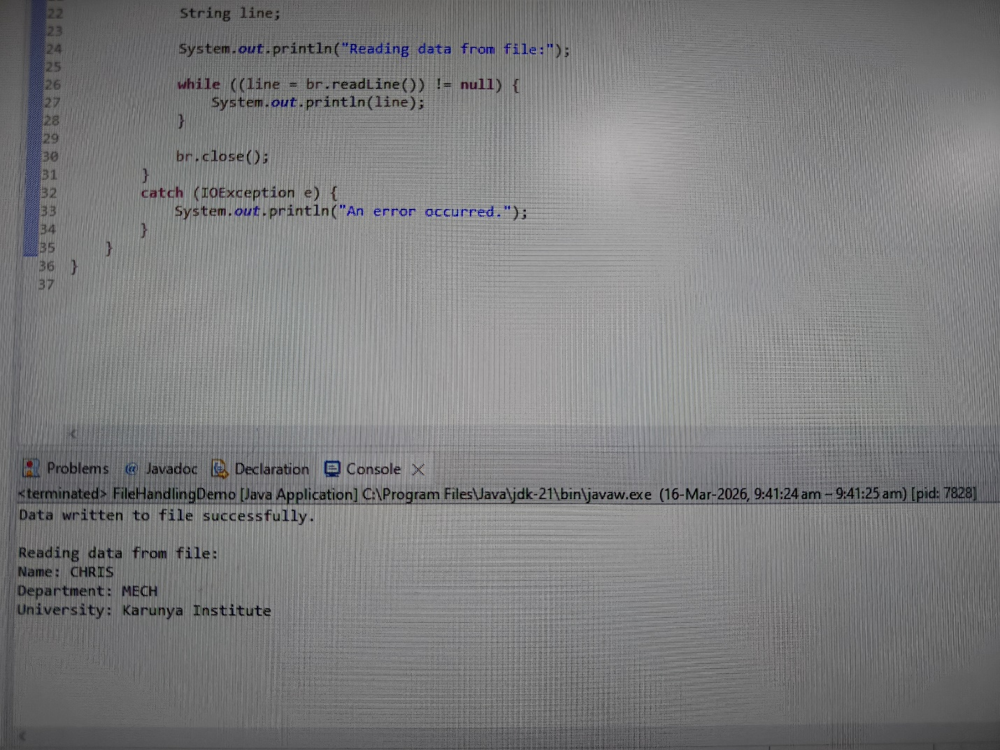 22 String line;
23
24 System.out.println("Reading data from file:");
25
26 while ((line = br.readLine()) != null) {
27 System.out.println(line);
28 }
29
30 br.close();
31 }
32 catch (IOException e) {
33 System.out.println("An error occurred.");
34 }
35 }
36 }
37
Problems @ Javadoc Declaration Console
<terminated> FileHandlingDemo [Java Application] C:\Program Files\Java\jdk-21\bin\javaw.exe (16-Mar-2026, 9:41:24 am – 9:41:25 am) [pid: 7828]
Data written to file successfully.
Reading data from file:
Name: CHRIS
Department: MECH
University: Karunya Institute